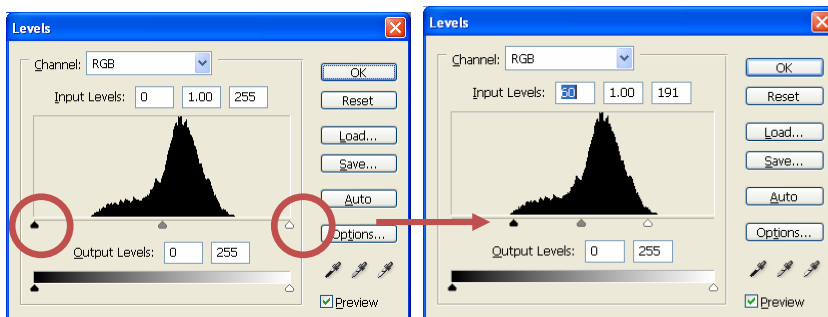 Levels
Channel: RGB
OK
Input Levels: 0 1.00 255
Reset
Load...
Save...
Auto
Options...
Output Levels: 0 255
Preview
Levels
Channel: RGB
OK
Input Levels: 60 1.00 191
Reset
Load...
Save...
Auto
Options...
Output Levels: 0 255
Preview